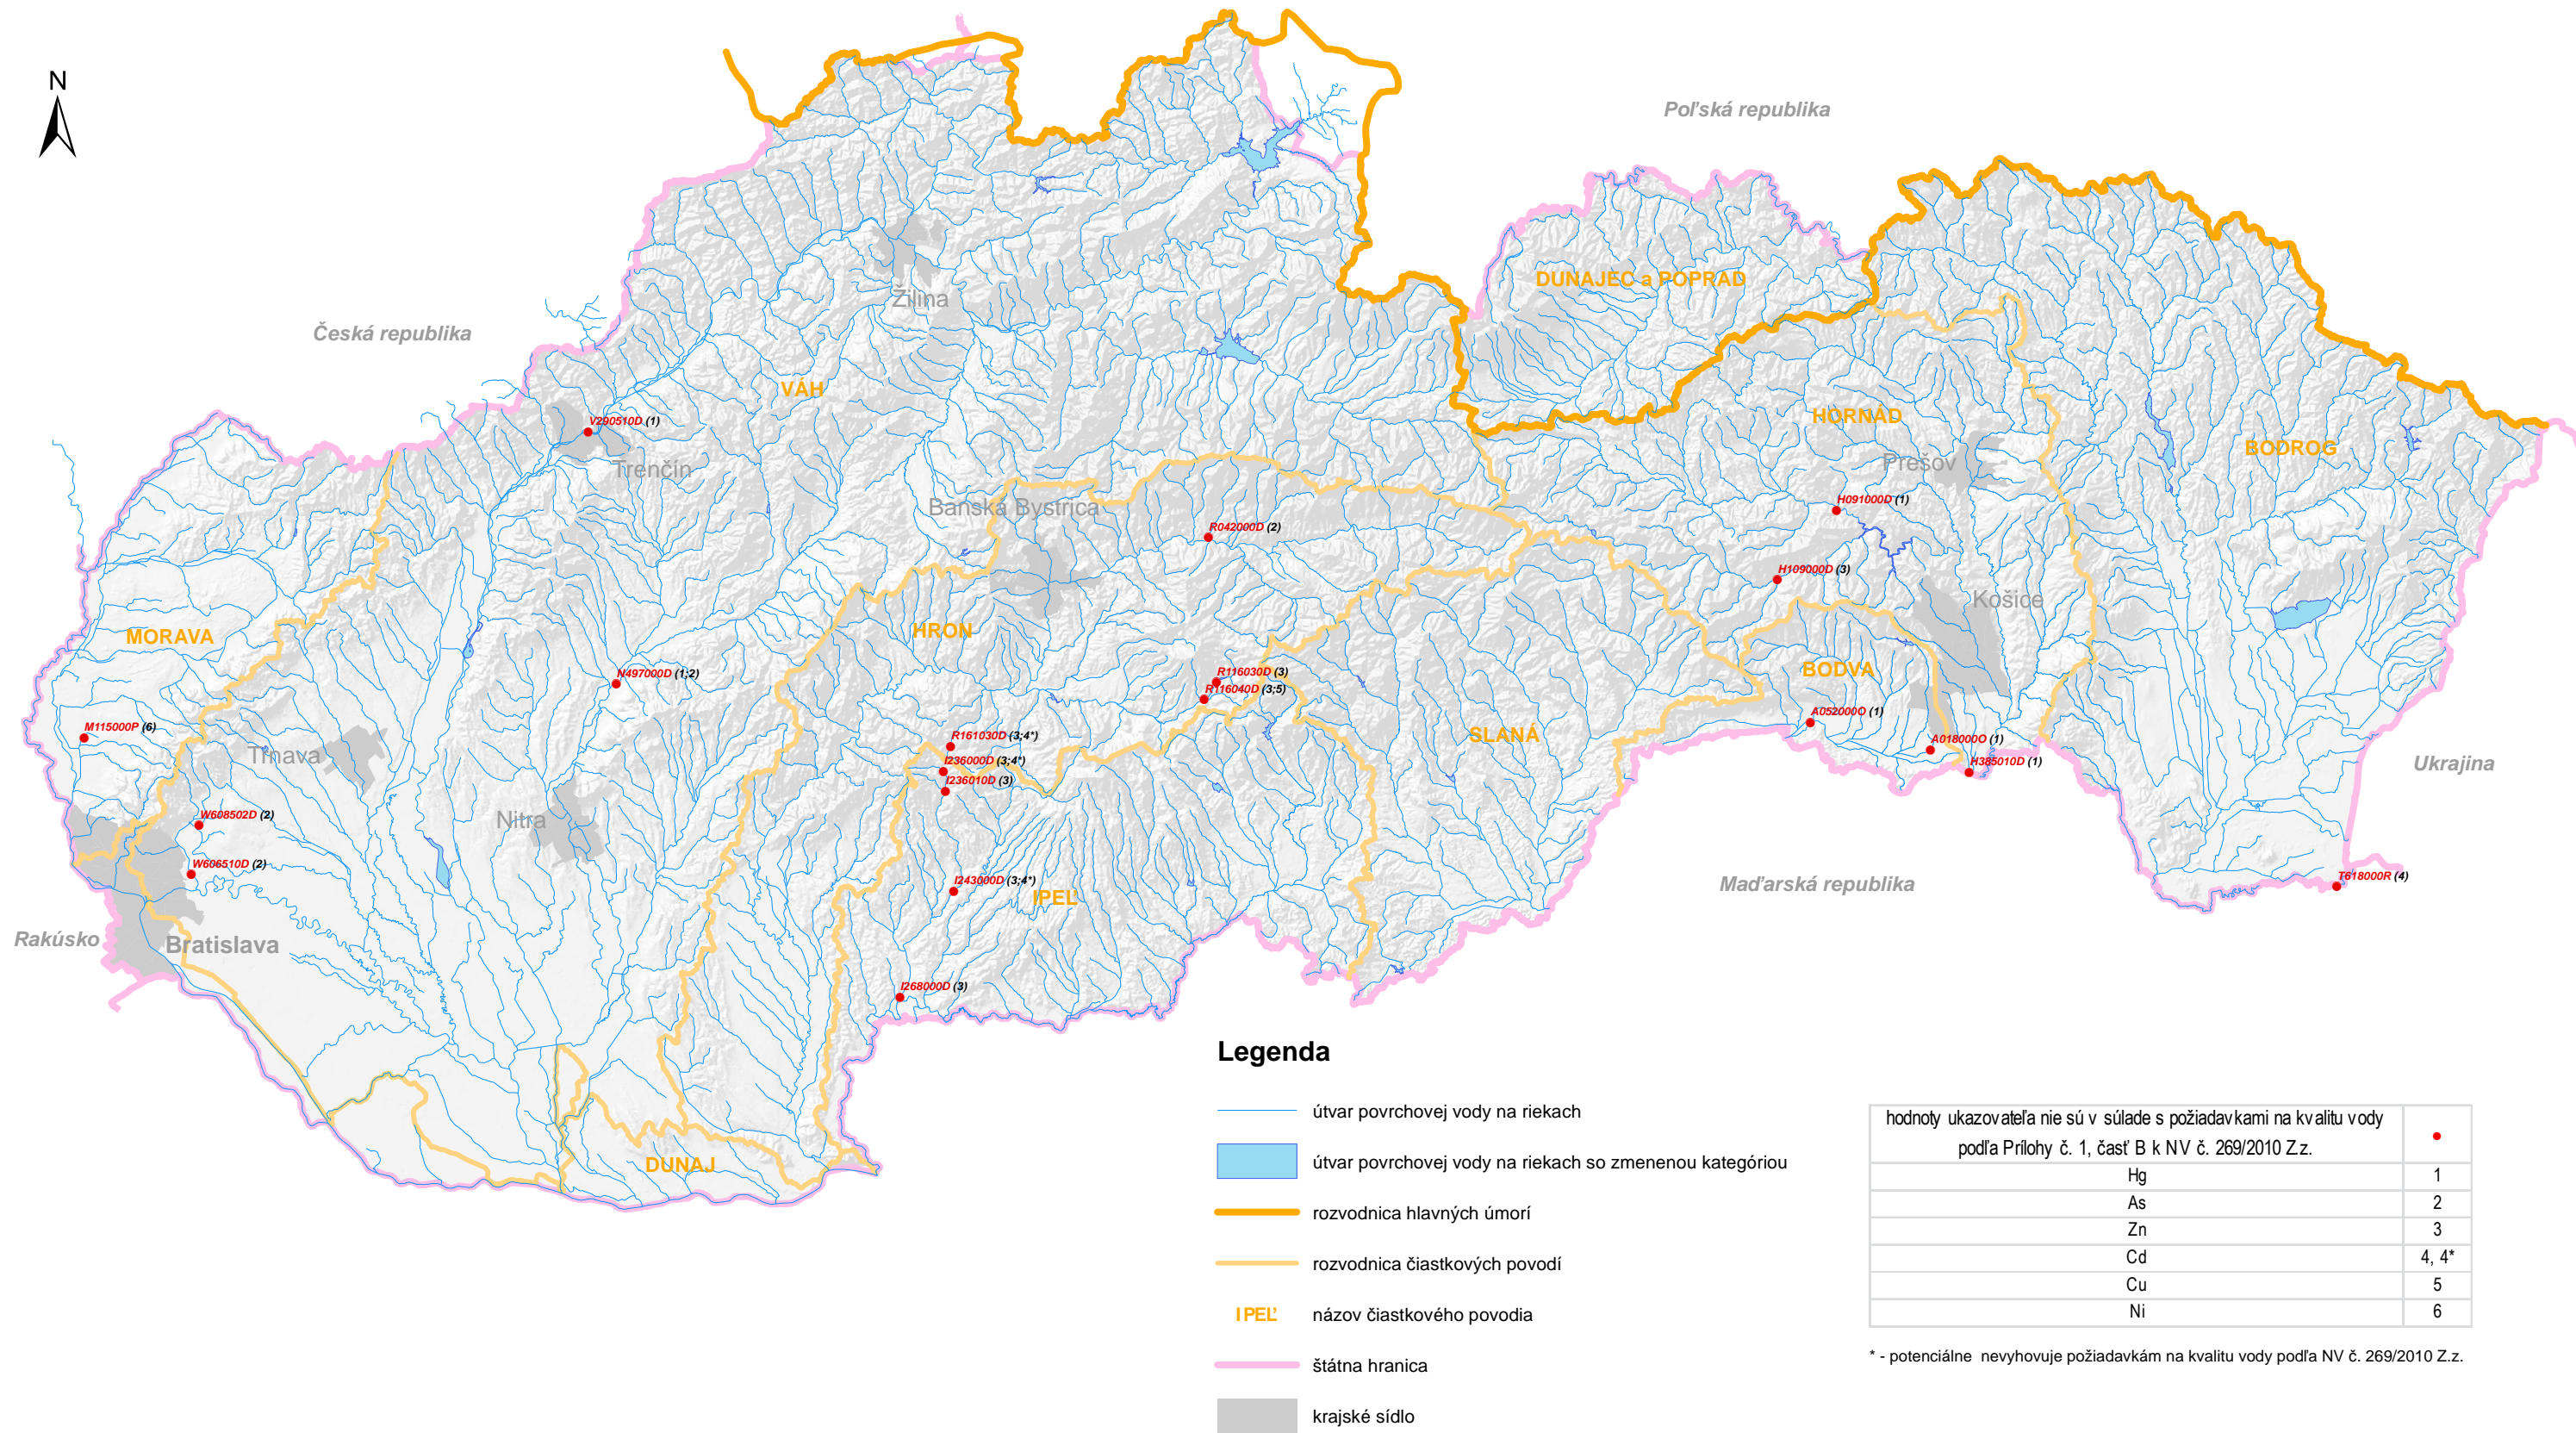 N
Poľská republika
DUNAJEC a POPRAD
Žilina
Česká republika
VÁH
HORNÁD
V290510D (1)
BODROG
Trenčín
Prešov
H091000D (1)
Banská Bystrica
R042000D (2)
H109000D (3)
Košice
MORAVA
HRON
BODVA
N497000D (1;2)
R116030D (3)
R116040D (3;5)
A052000O (1)
M115000P (6)
SLANÁ
R161030D (3;4*)
A018000O (1)
Trnava
I236000D (3;4*)
H385010D (1)
Ukrajina
I236010D (3)
W608502D (2)
Nitra
W606510D (2)
I243000D (3;4*)
Maďarská republika
T618000R (4)
IPEĽ
Rakúsko
Bratislava
I268000D (3)
DUNAJ
Legenda
útvar povrchovej vody na riekach
útvar povrchovej vody na riekach so zmenenou kategóriou
rozvodnica hlavných úmorí
rozvodnica čiastkových povodí
IPEĽ názov čiastkového povodia
štátna hranica
krajské sídlo
hodnoty ukazovateľa nie sú v súlade s požiadavkami na kvalitu vody
podľa Prílohy č. 1, časť B k NV č. 269/2010 Z.z.
Hg 1
As 2
Zn 3
Cd 4, 4*
Cu 5
Ni 6
* - potenciálne nevyhovuje požiadavkám na kvalitu vody podľa NV č. 269/2010 Z.z.